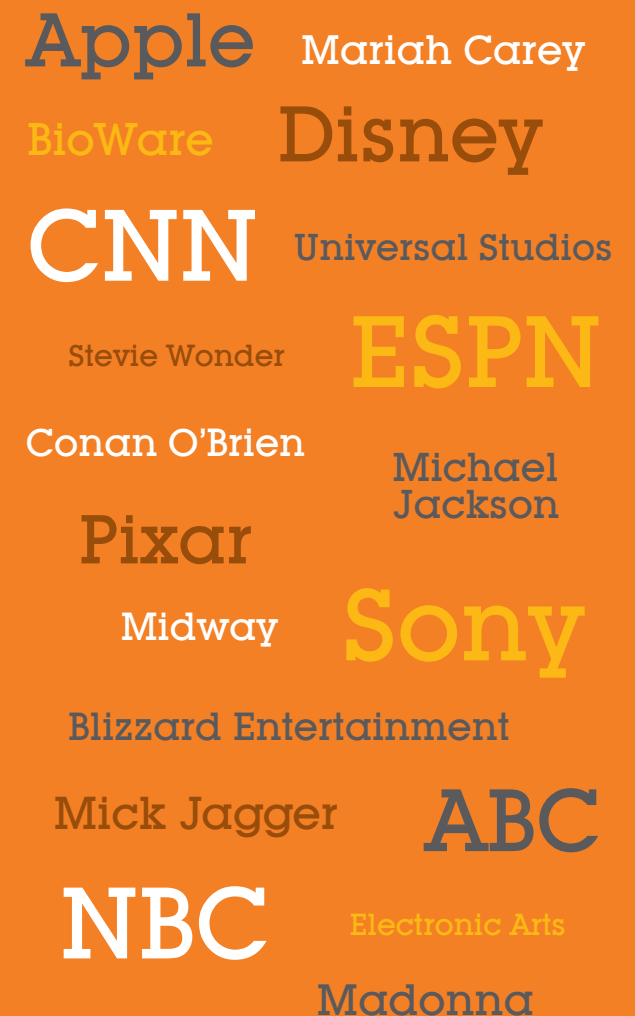 Apple
Mariah Carey
BioWare
Disney
CNN
Universal Studios
ESPN
Stevie Wonder
Conan O’Brien
Michael
Jackson
Pixar
Sony
Midway
Blizzard Entertainment
Mick Jagger
ABC
NBC
Electronic Arts
Madonna